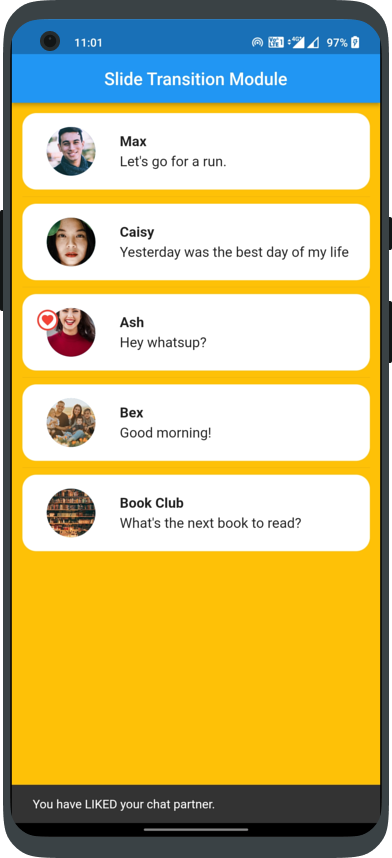 11:01
97%
Slide Transition Module
Max
Let's go for a run.
Caisy
Yesterday was the best day of my life
Ash
Hey whatsup?
Bex
Good morning!
Book Club
What's the next book to read?
You have LIKED your chat partner.